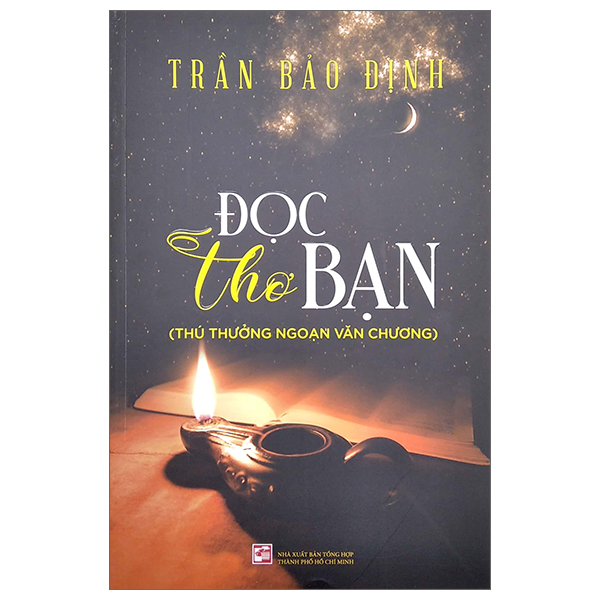 TRẦN BẢO ĐỊNH
ĐỌC
thơ BẠN
(THÚ THƯỞNG NGOẠN VĂN CHƯƠNG)
NHÀ XUẤT BẢN TỔNG HỢP
THÀNH PHỐ HỒ CHÍ MINH